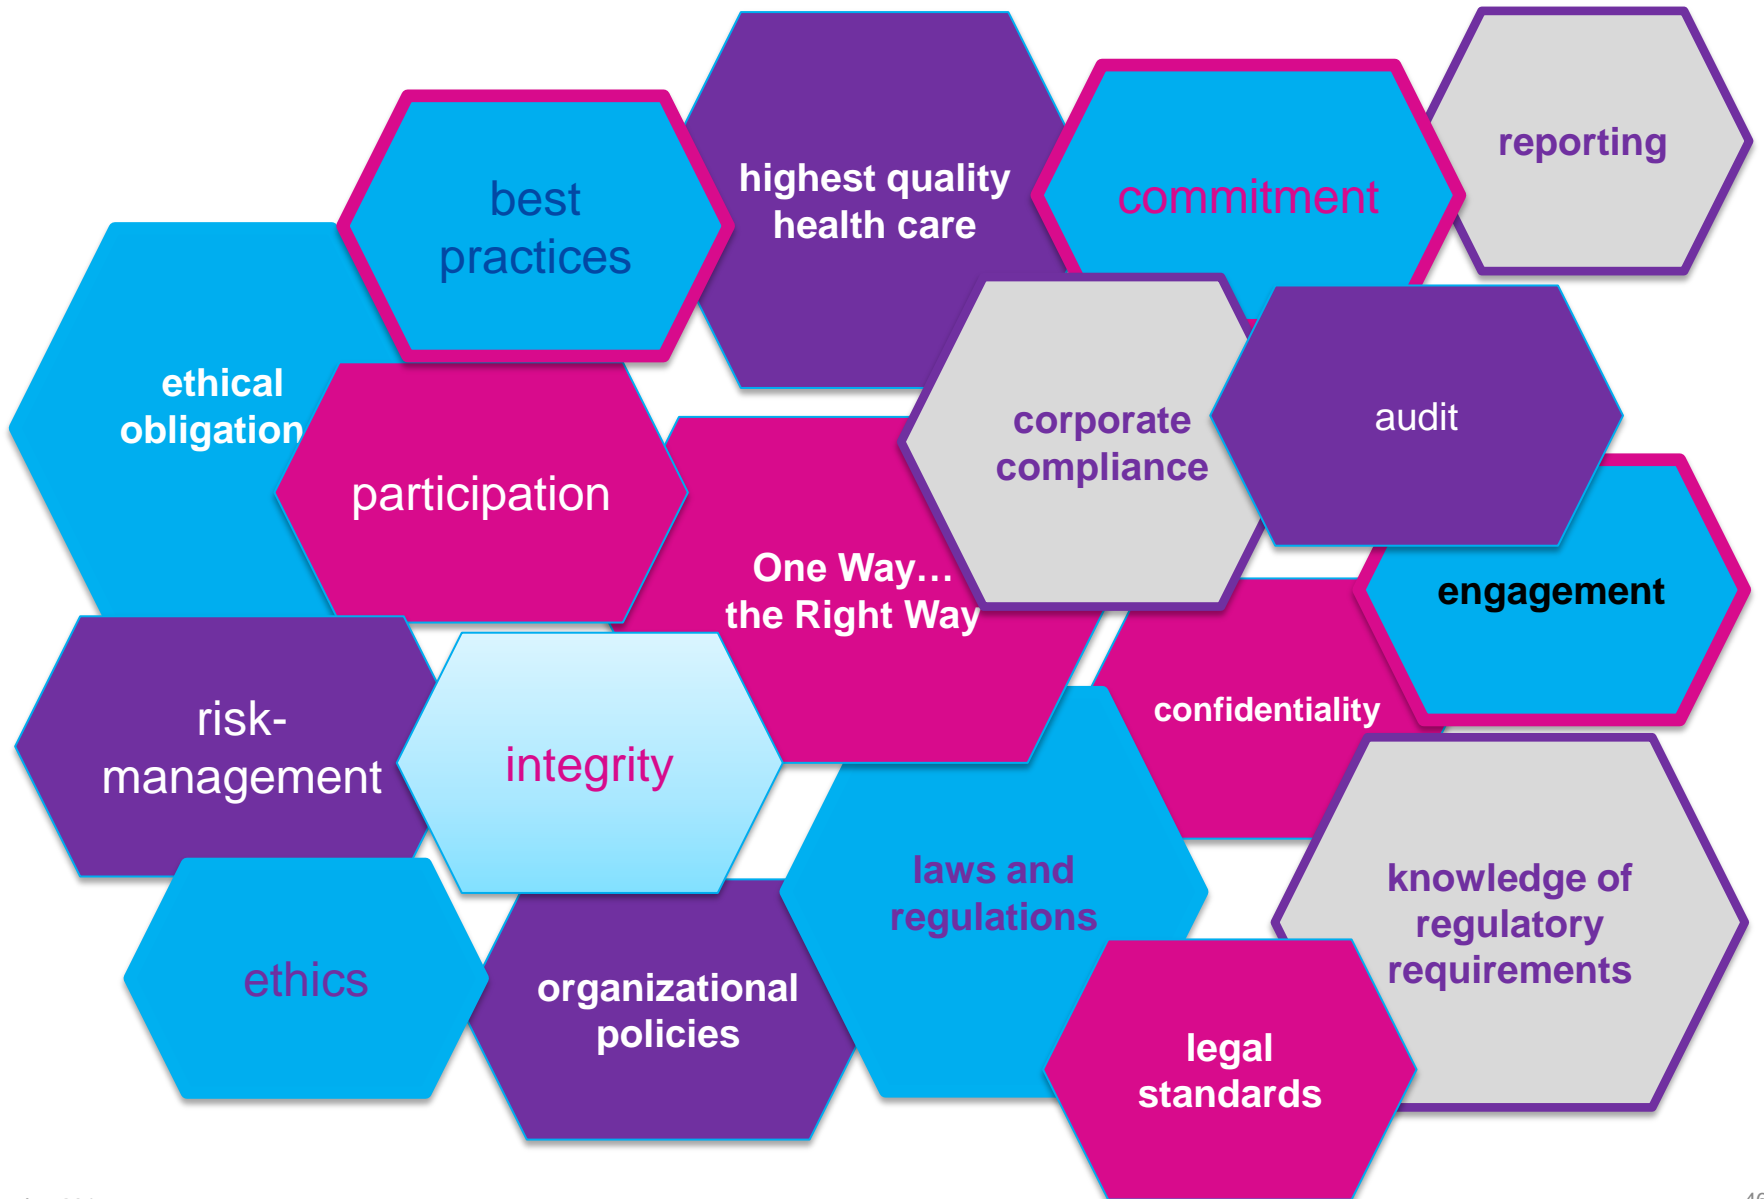 reporting
highest quality
health care
commitment
best
practices
ethical
obligation
corporate
compliance
audit
participation
One Way…
the Right Way
engagement
risk-
management
integrity
confidentiality
laws and
regulations
knowledge of
regulatory
requirements
ethics
organizational
policies
legal
standards